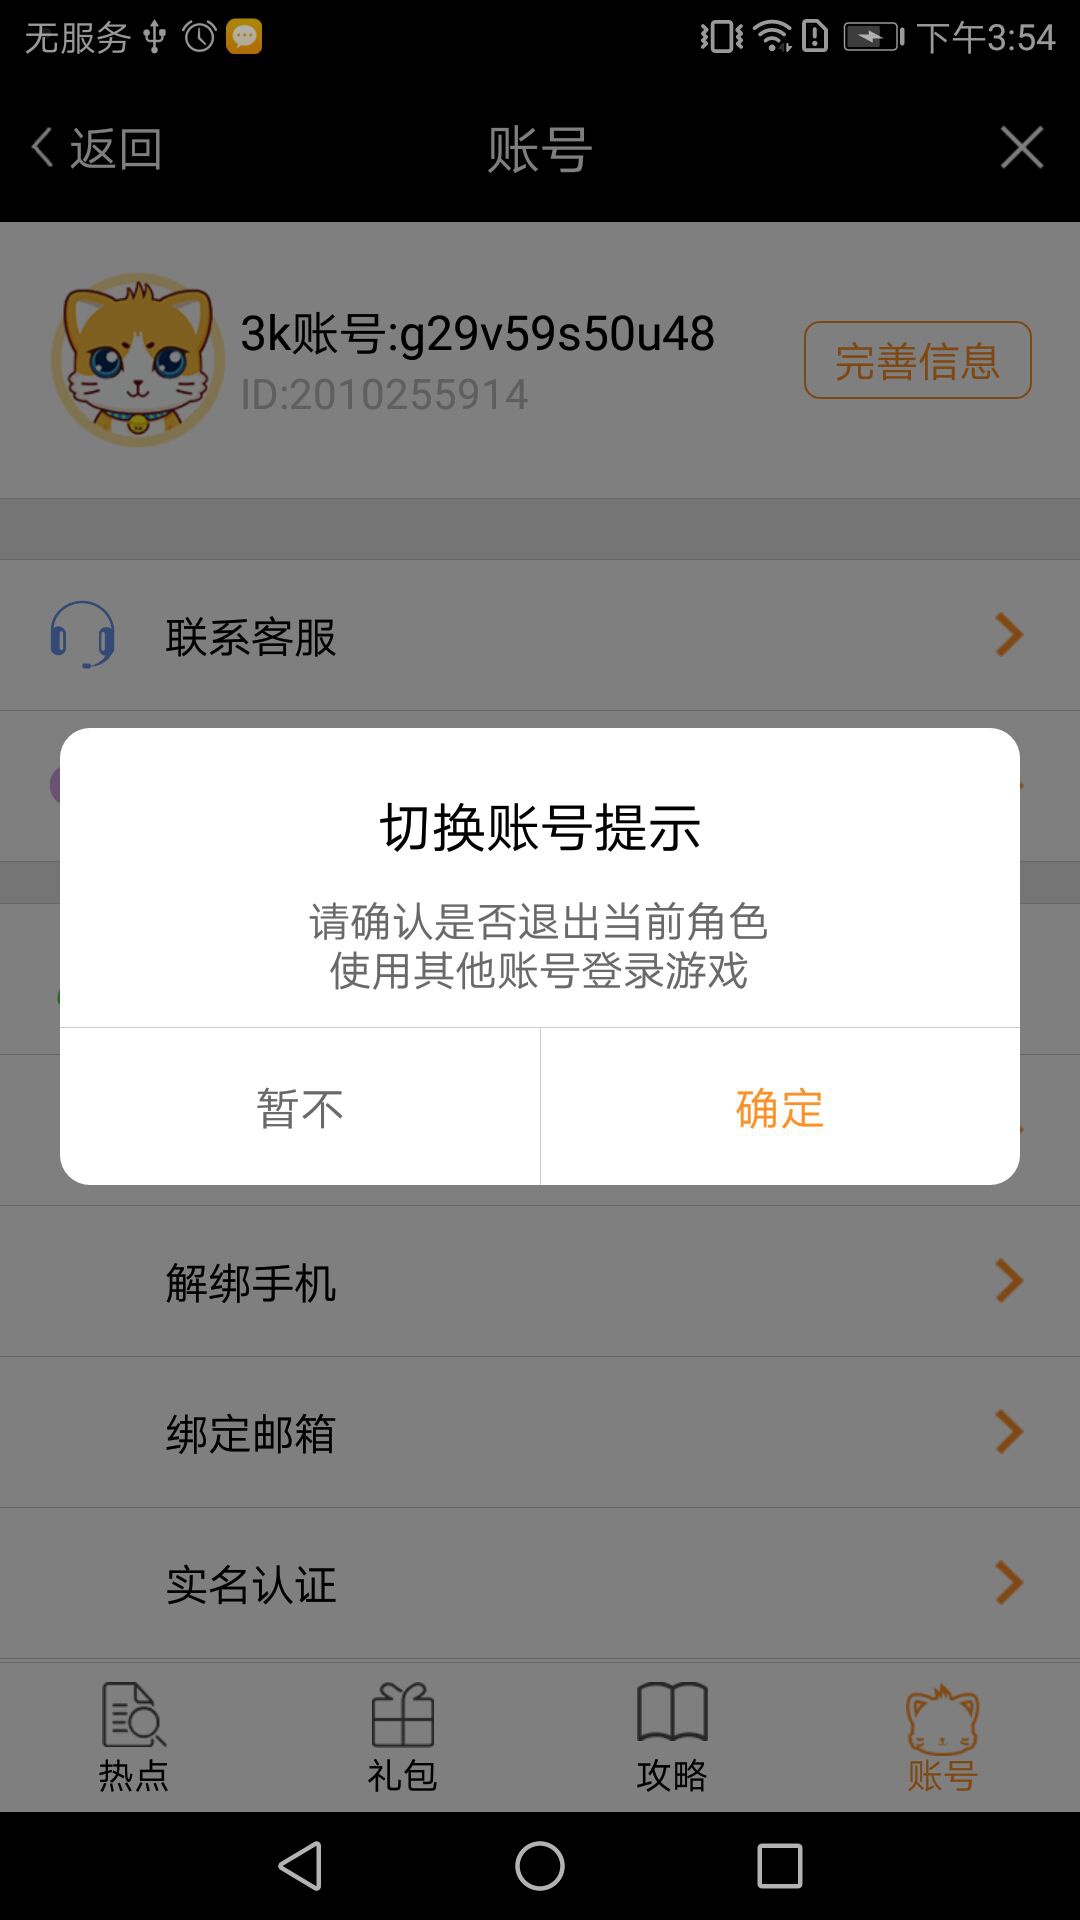 无服务
下午3:54
返回
账号
3k账号:g29v59s50u48
ID:2010255914
完善信息
联系客服
切换账号提示
请确认是否退出当前角色
使用其他账号登录游戏
暂不
确定
解绑手机
绑定邮箱
实名认证
热点
礼包
攻略
账号